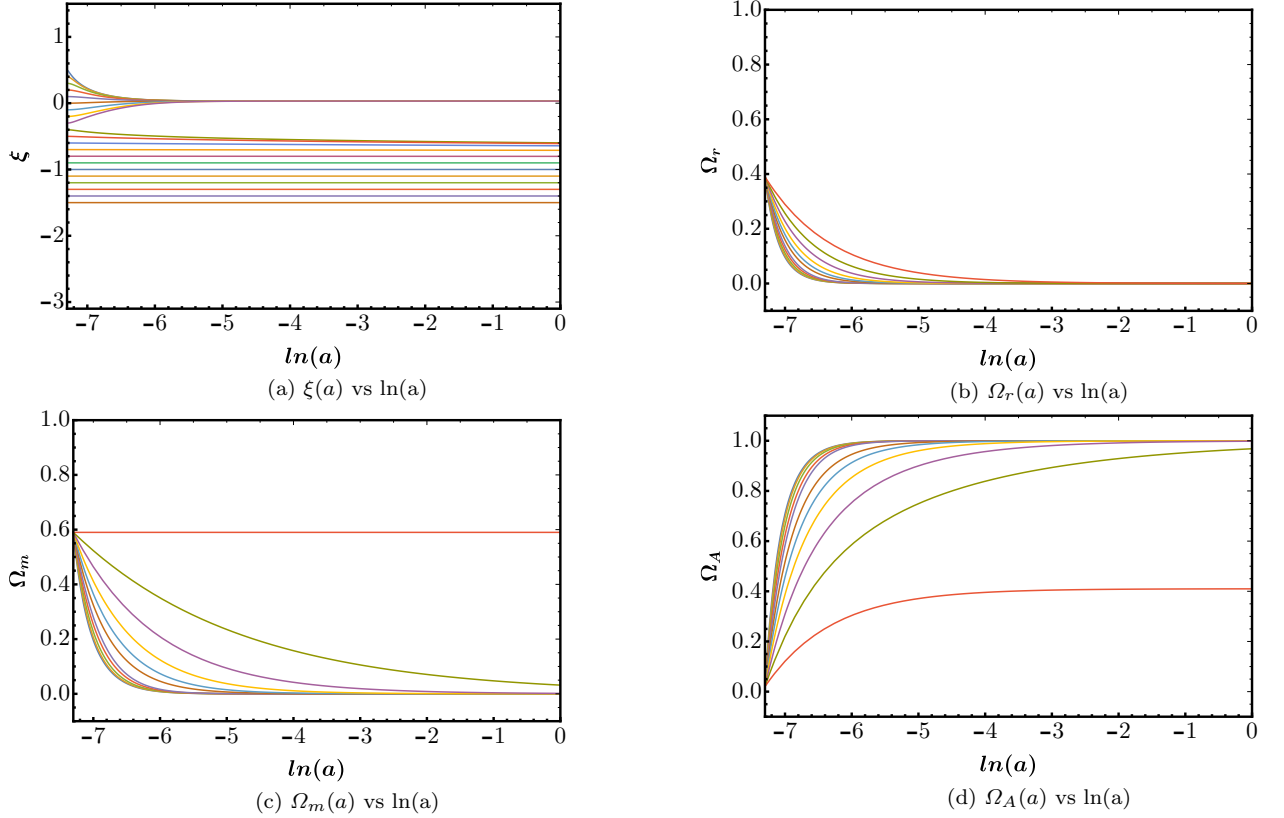 1
0
−1
−2
−3
ξ
−7 −6 −5 −4 −3 −2 −1 0
ln(a)
(a) ξ(a) vs ln(a)
1.0
0.8
0.6
0.4
0.2
0.0
Ωr
−7 −6 −5 −4 −3 −2 −1 0
ln(a)
(b) Ωr(a) vs ln(a)
1.0
0.8
0.6
0.4
0.2
0.0
Ωm
−7 −6 −5 −4 −3 −2 −1 0
ln(a)
(c) Ωm(a) vs ln(a)
1.0
0.8
0.6
0.4
0.2
0.0
ΩA
−7 −6 −5 −4 −3 −2 −1 0
ln(a)
(d) ΩA(a) vs ln(a)